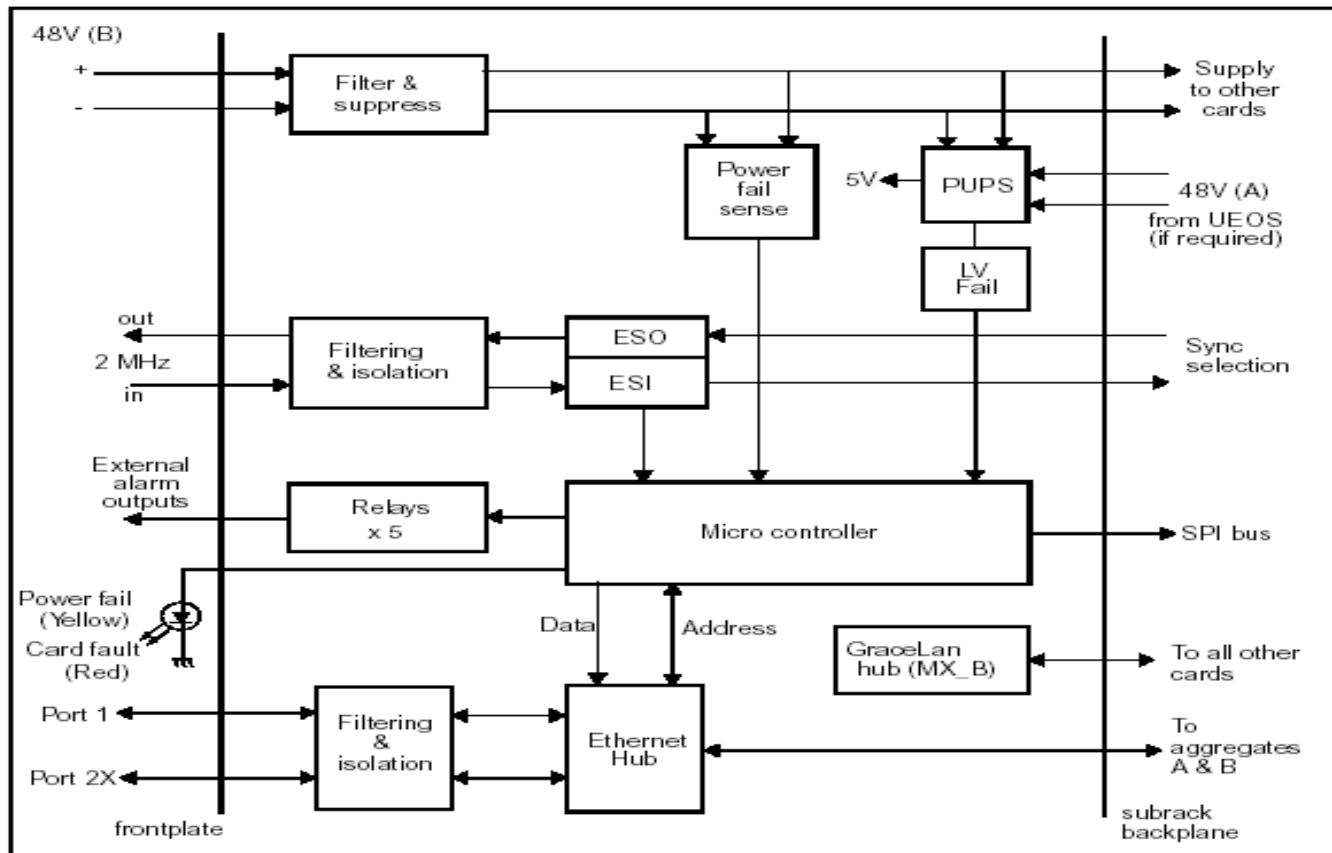 48V (B)
+
-
Filter &
suppress
Supply
to other
cards
Power
fail
sense
5V
PUPS
48V (A)
from UEOS
(if required)
LV
Fail
out
2 MHz
in
Filtering
& isolation
ESO
ESI
Sync
selection
External
alarm
outputs
Relays
x 5
Micro controller
SPI bus
Power fail
(Yellow)
Card fault
(Red)
Data
Address
GraceLan
hub (MX_B)
To all other
cards
Port 1
Port 2X
Filtering
&
isolation
Ethernet
Hub
To
aggregates
A & B
frontplate
subrack
backplane